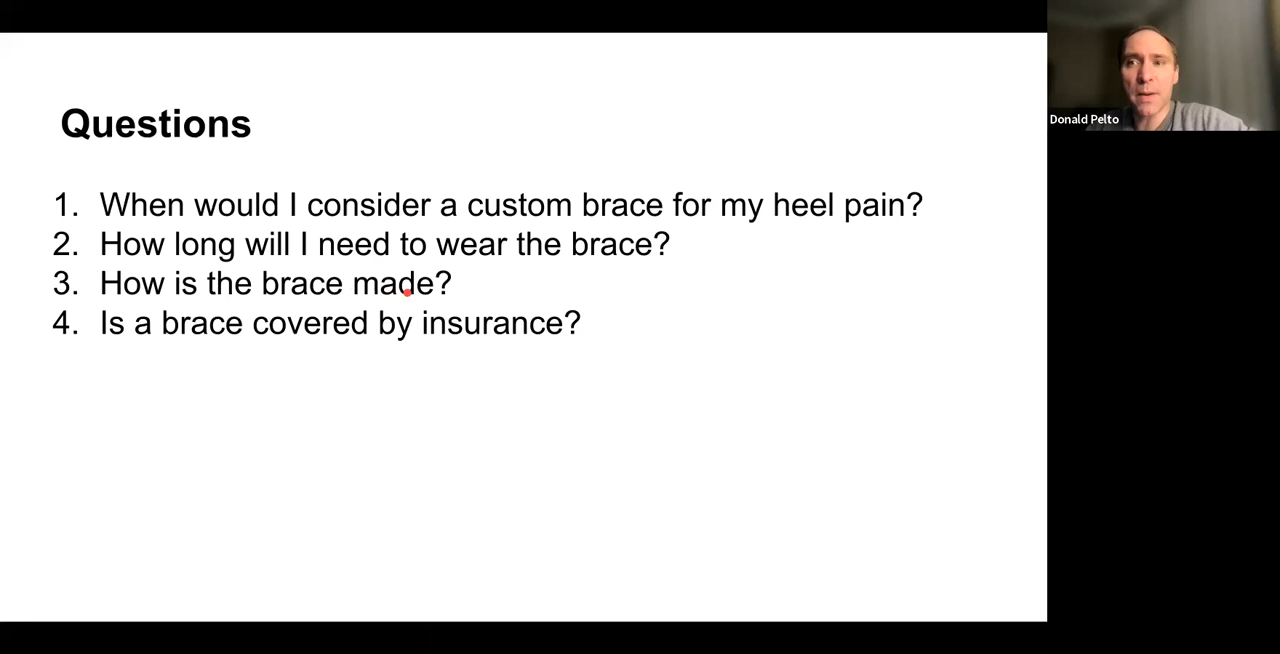 Questions
1. When would I consider a custom brace for my heel pain?
2. How long will I need to wear the brace?
3. How is the brace made?
4. Is a brace covered by insurance?
Donald Pelto